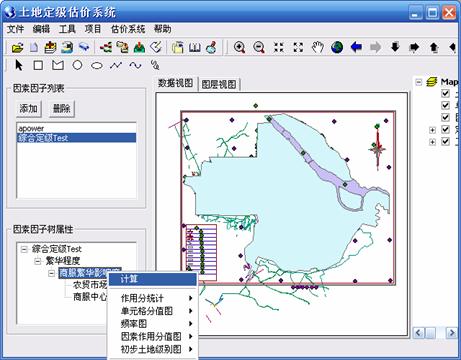 土地定级估价系统
文件 编辑 工具 项目 估价系统 帮助
因素因子列表
添加 删除
apower
综合定级Test
因素因子树属性
综合定级Test
繁华程度
商服繁华影响度
农贸市场
商服中心
计算
作用分统计
单元格分值图
频率图
因素作用分值图
初步土地级别图
数据视图 图层视图
Map